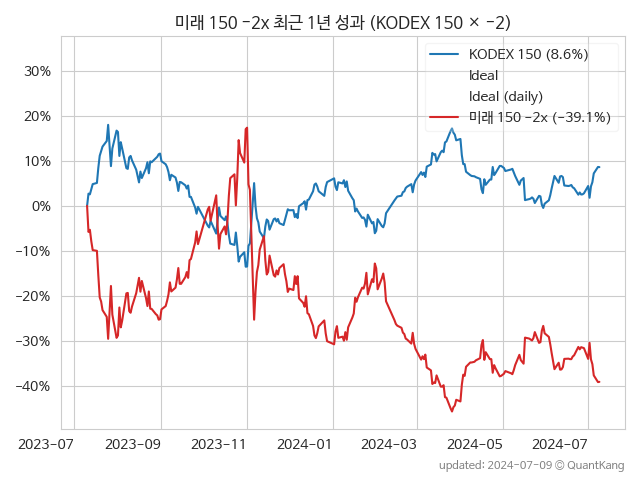 미래 150 −2x 최근 1년 성과 (KODEX 150 × −2)
KODEX 150 (8.6%)
Ideal
Ideal (daily)
미래 150 −2x (−39.1%)
30%
20%
10%
0%
−10%
−20%
−30%
−40%
2023-07 2023-09 2023-11 2024-01 2024-03 2024-05 2024-07
updated: 2024-07-09 © QuantKang